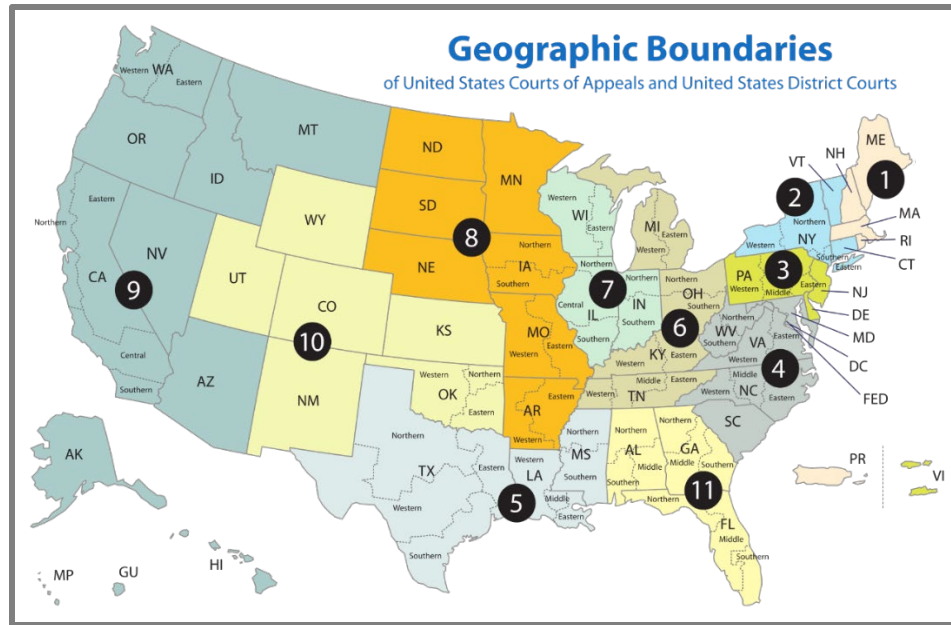 Geographic Boundaries
of United States Courts of Appeals and United States District Courts
WA
Western
Eastern
OR
ID
MT
ND
MN
SD
8
NE
WY
UT
CO
10
KS
NM
Northern
Eastern
CA
NV
9
Central
Southern
AZ
Northern
IA
Southern
MO
Western
Eastern
AR
Western
Eastern
Western
Northern
OK
Eastern
Northern
TX
Eastern
Western
Southern
Western
LA
Middle
Eastern
5
Northern
MS
Southern
Western
WI
Eastern
Northern
7
Central
IL
Southern
Northern
IN
Southern
MI
Western
Eastern
Northern
OH
Southern
6
KY
Western
Eastern
Middle
TN
Western
Eastern
Northern
AL
Middle
Southern
Northern
GA
Middle
Southern
11
Northern
FL
Middle
Southern
ME
1
NH
VT
2
Northern
Western
NY
Southern
Eastern
MA
RI
CT
PA
3
Western
Middle
Eastern
NJ
DE
MD
DC
FED
Northern
WV
Southern
VA
Eastern
Western
4
Middle
Western
NC
Eastern
SC
PR
VI
AK
HI
GU
MP